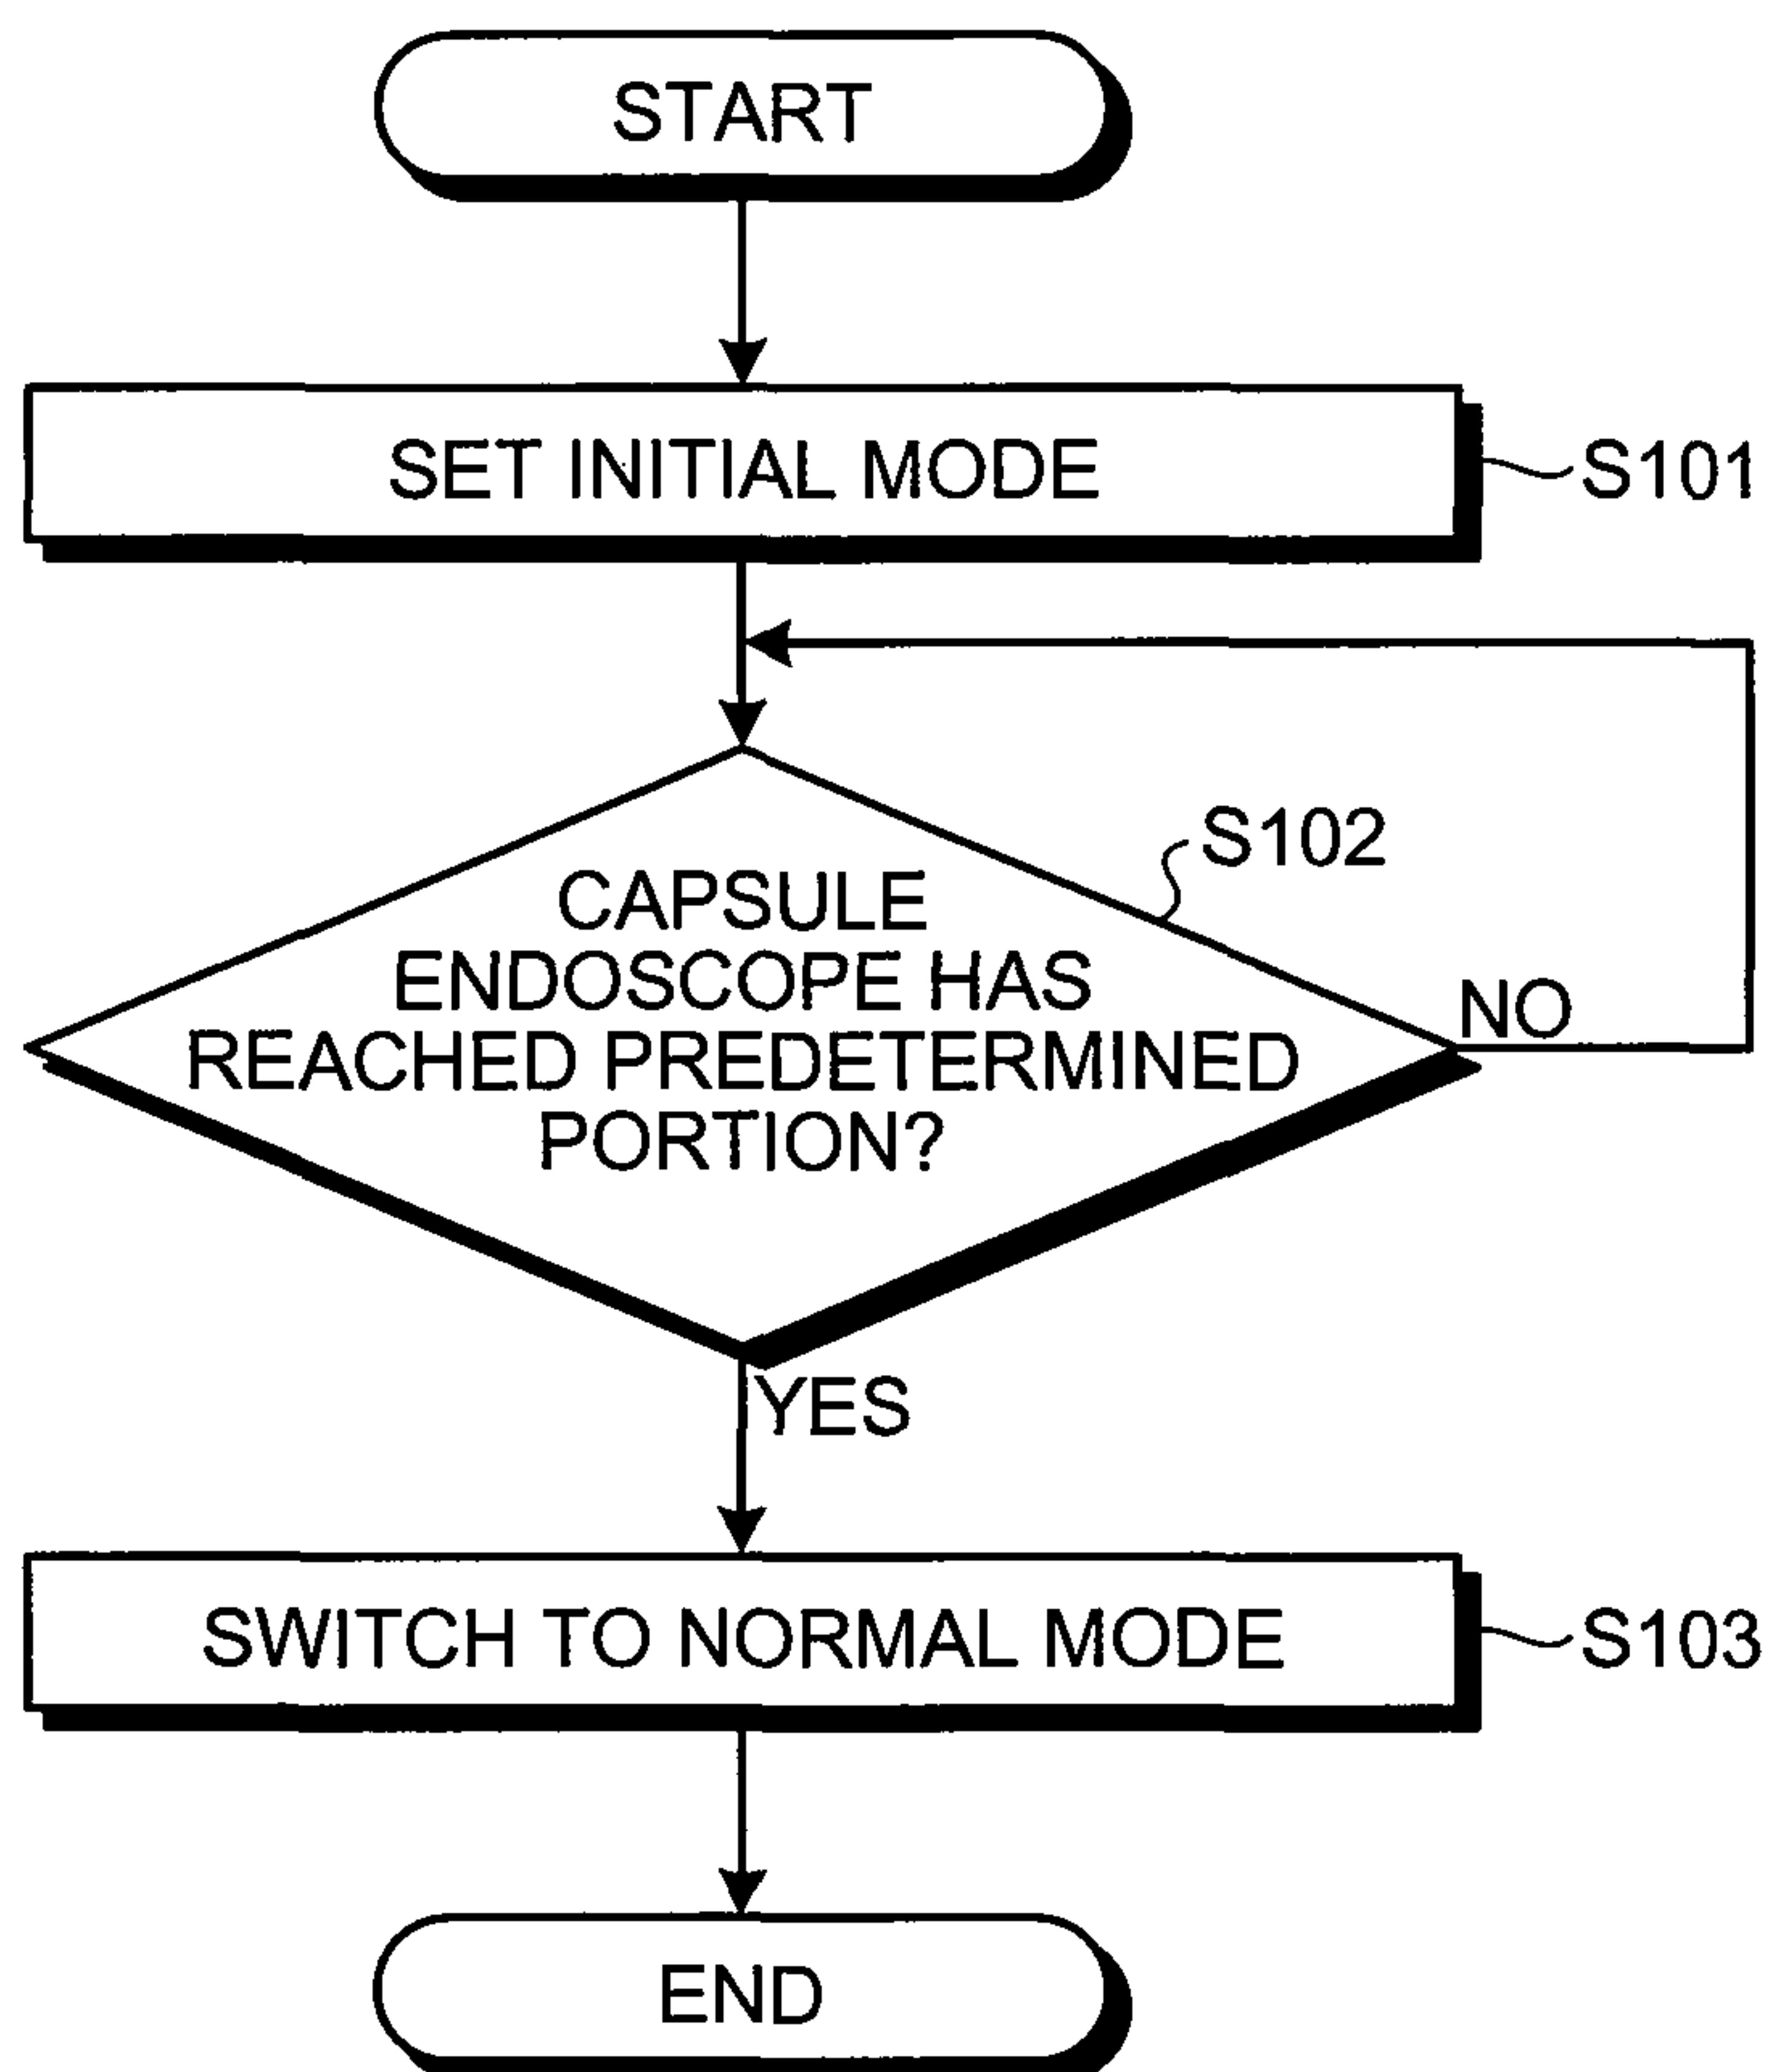 START
SET INITIAL MODE
S101
S102
CAPSULE
ENDOSCOPE HAS
REACHED PREDETERMINED
PORTION?
NO
YES
SWITCH TO NORMAL MODE
S103
END